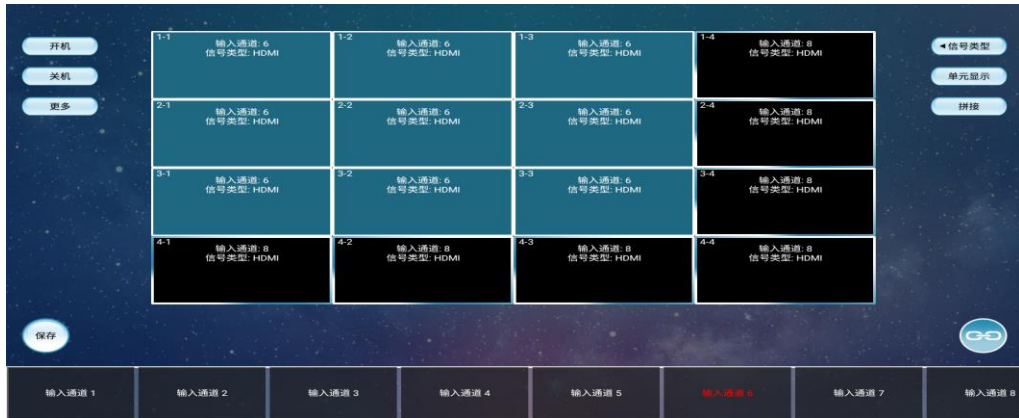 开机
关机
更多
1-1
输入通道: 6
信号类型: HDMI
1-2
输入通道: 6
信号类型: HDMI
1-3
输入通道: 6
信号类型: HDMI
1-4
输入通道: 8
信号类型: HDMI
2-1
输入通道: 6
信号类型: HDMI
2-2
输入通道: 6
信号类型: HDMI
2-3
输入通道: 6
信号类型: HDMI
2-4
输入通道: 8
信号类型: HDMI
3-1
输入通道: 6
信号类型: HDMI
3-2
输入通道: 6
信号类型: HDMI
3-3
输入通道: 6
信号类型: HDMI
3-4
输入通道: 8
信号类型: HDMI
4-1
输入通道: 8
信号类型: HDMI
4-2
输入通道: 8
信号类型: HDMI
4-3
输入通道: 8
信号类型: HDMI
4-4
输入通道: 8
信号类型: HDMI
◄信号类型
单元显示
拼接
保存
输入通道 1
输入通道 2
输入通道 3
输入通道 4
输入通道 5
输入通道 6
输入通道 7
输入通道 8